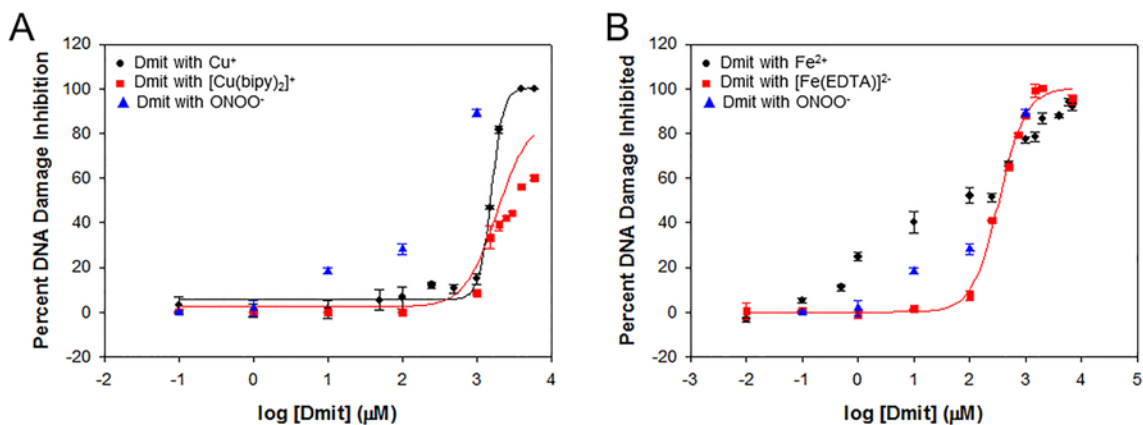 A
Percent DNA Damage Inhibition
120
100
80
60
40
20
0
-20
Dmit with Cu⁺
Dmit with [Cu(bipy)₂]⁺
Dmit with ONOO⁻
-2 -1 0 1 2 3 4
log [Dmit] (µM)
B
Percent DNA Damage Inhibited
120
100
80
60
40
20
0
-20
Dmit with Fe²⁺
Dmit with [Fe(EDTA)]²⁻
Dmit with ONOO⁻
-3 -2 -1 0 1 2 3 4 5
log [Dmit] (µM)